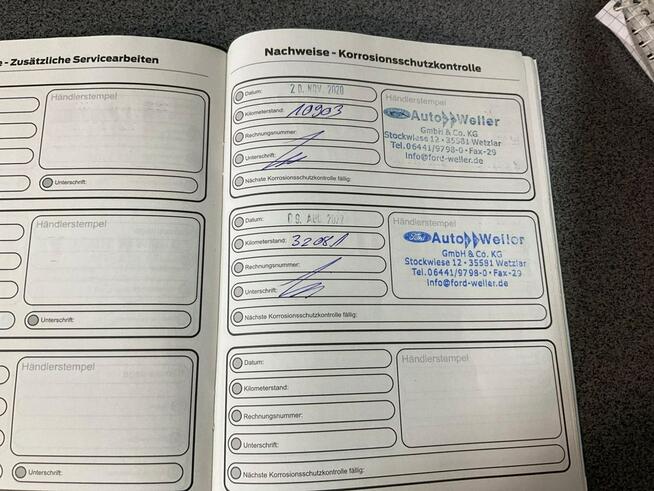 - Zusätzliche Servicearbeiten
Händlerstempel
Unterschrift:
Händlerstempel
Unterschrift:
Händlerstempel
Unterschrift:
Nachweise - Korrosionsschutzkontrolle
Datum: 20. NOV. 2020
Kilometerstand: 10903
Rechnungsnummer:
Unterschrift:
Nächste Korrosionsschutzkontrolle fällig:
Händlerstempel
Ford Auto Weller
GmbH & Co. KG
Stockwiese 12 • 35581 Wetzlar
Tel. 06441/9798-0 • Fax-29
info@ford-weller.de
Datum: 09. AUG. 2022
Kilometerstand: 32081
Rechnungsnummer:
Unterschrift:
Nächste Korrosionsschutzkontrolle fällig:
Händlerstempel
Ford Auto Weller
GmbH & Co. KG
Stockwiese 12 • 35581 Wetzlar
Tel. 06441/9798-0 • Fax-29
info@ford-weller.de
Datum:
Kilometerstand:
Rechnungsnummer:
Unterschrift:
Nächste Korrosionsschutzkontrolle fällig:
Händlerstempel